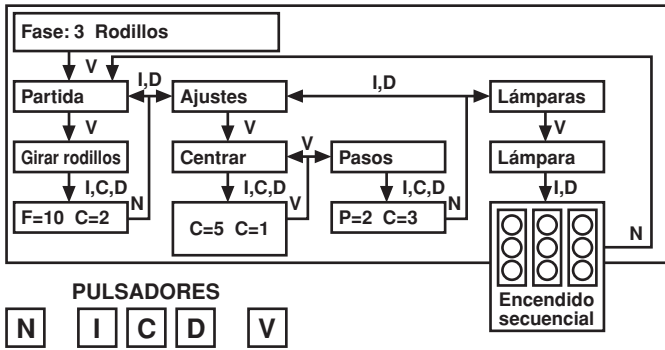 Fase: 3 Rodillos
V
I,D
I,D
Partida
Ajustes
Lámparas
V
V
V
V
Girar rodillos
Centrar
Pasos
Lámpara
I,C,D
I,C,D
I,C,D
I,D
F=10 C=2
N
C=5 C=1
V
P=2 C=3
N
N
Encendido
secuencial
PULSADORES
N I C D V